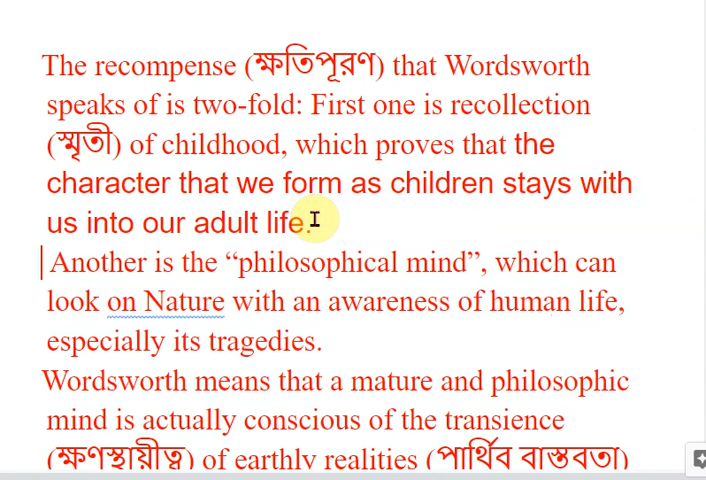 The recompense (ক্ষতিপূরণ) that Wordsworth
speaks of is two-fold: First one is recollection
(স্মৃতী) of childhood, which proves that the
character that we form as children stays with
us into our adult life.
Another is the “philosophical mind”, which can
look on Nature with an awareness of human life,
especially its tragedies.
Wordsworth means that a mature and philosophic
mind is actually conscious of the transience
(ক্ষণস্থায়ীত্ব) of earthly realities (পার্থিব বাস্তবতা)